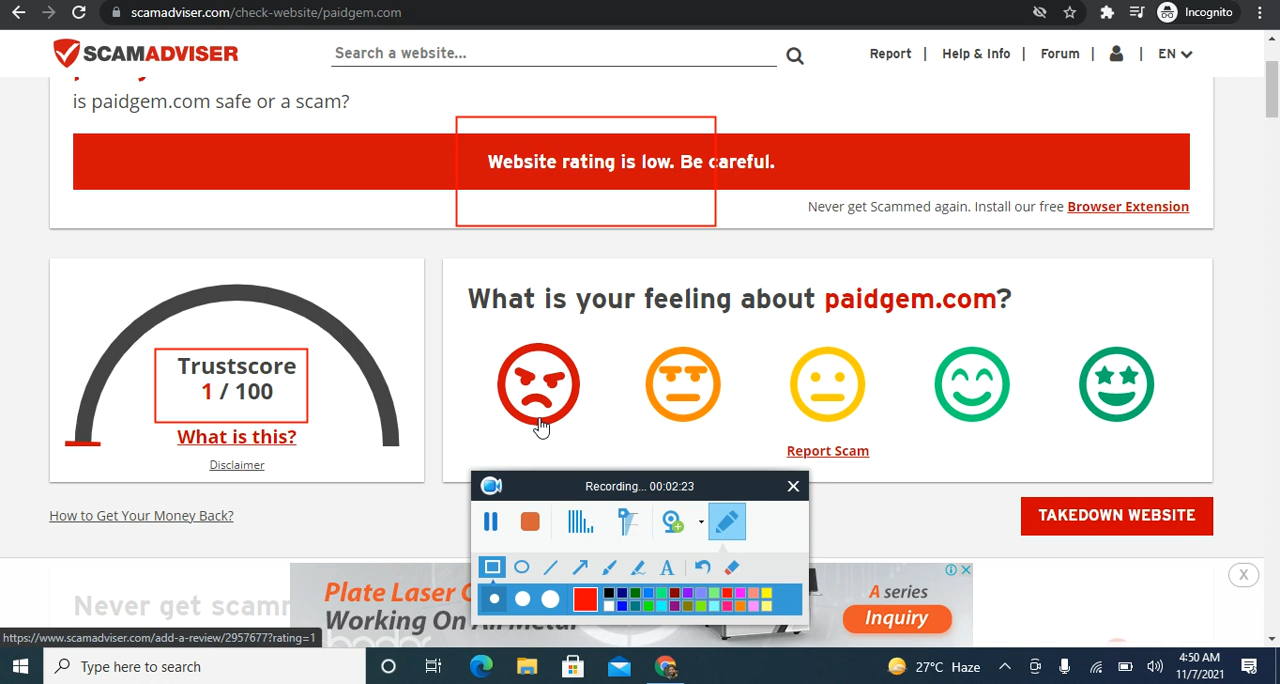 scamadviser.com/check-website/paidgem.com
Incognito
SCAMADVISER
Search a website...
Report | Help & Info | Forum | | EN
is paidgem.com safe or a scam?
Website rating is low. Be careful.
Never get Scammed again. Install our free Browser Extension
Trustscore
1 / 100
What is this?
Disclaimer
What is your feeling about paidgem.com?
Report Scam
How to Get Your Money Back?
TAKEDOWN WEBSITE
Recording... 00:02:23
X
A
Never get scam
Plate Laser
Working On
Metal
A series
Inquiry
https://www.scamadviser.com/add-a-review/2957677?rating=1
Type here to search
27°C Haze
4:50 AM
11/7/2021